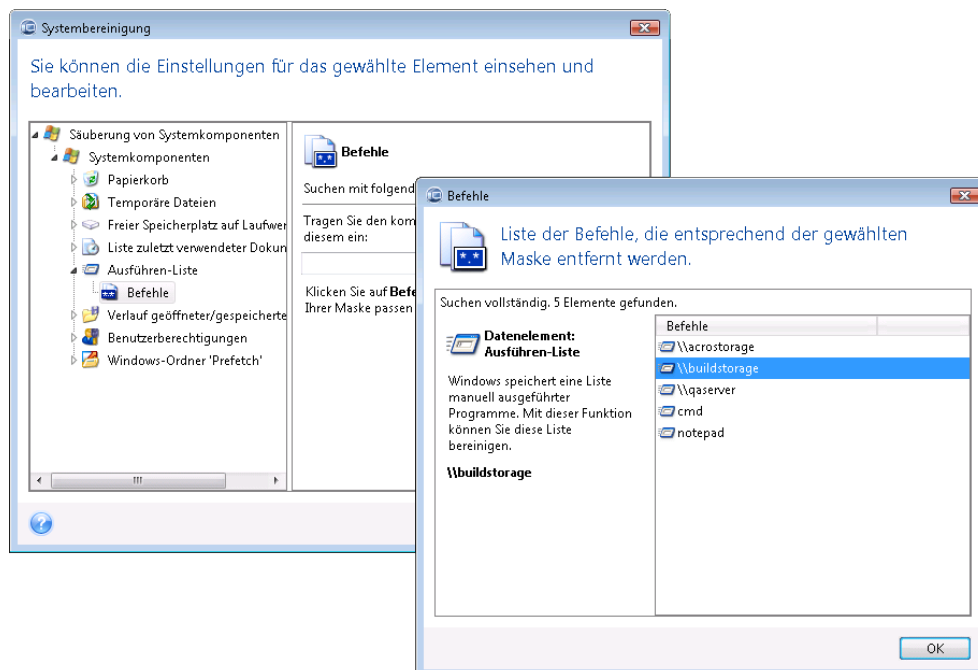 Systembereinigung
Sie können die Einstellungen für das gewählte Element einsehen und
bearbeiten.
Säuberung von Systemkomponenten
Systemkomponenten
Papierkorb
Temporäre Dateien
Freier Speicherplatz auf Laufwer
Liste zuletzt verwendeter Dokun
Ausführen-Liste
Befehle
Verlauf geöffneter/gespeicherte
Benutzerberechtigungen
Windows-Ordner 'Prefetch'
Befehle
Suchen mit folgend
Tragen Sie den kom
diesem ein:
Klicken Sie auf Befe
Ihrer Maske passen
Befehle
Liste der Befehle, die entsprechend der gewählten
Maske entfernt werden.
Suchen vollständig. 5 Elemente gefunden.
Datenelement:
Ausführen-Liste
Windows speichert eine Liste
manuell ausgeführter
Programme. Mit dieser Funktion
können Sie diese Liste
bereinigen.
\\buildstorage
Befehle
\\acrostorage
\\buildstorage
\\qaserver
cmd
notepad
OK